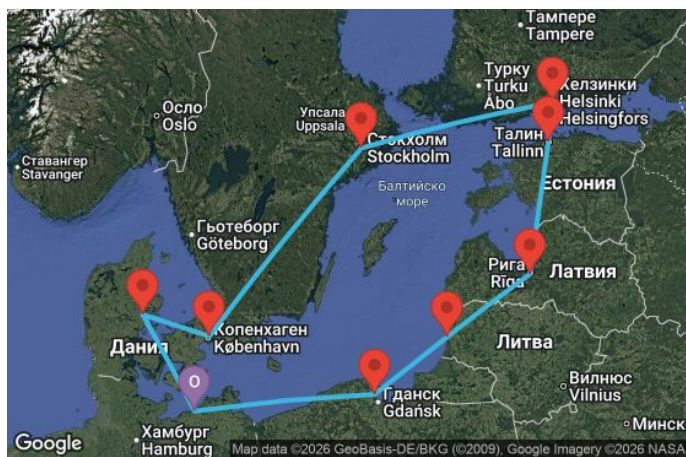 Тампере
Tampere
Турку
Turku
Åbo
Хелзинки
Helsinki
Helsingfors
Осло
Oslo
Упсала
Uppsala
Стокхолм
Stockholm
Талин
Tallinn
Ставангер
Stavanger
Естония
Балтийско
море
Гьотеборг
Göteborg
Рига
Rīga
Латвия
Копенхаген
København
Дания
Литва
O
Гданск
Gdańsk
Вилнюс
Vilnius
Минск
Хамбург
Hamburg
Google
Map data ©2026 GeoBasis-DE/BKG (©2009), Google Imagery ©2026 NASA